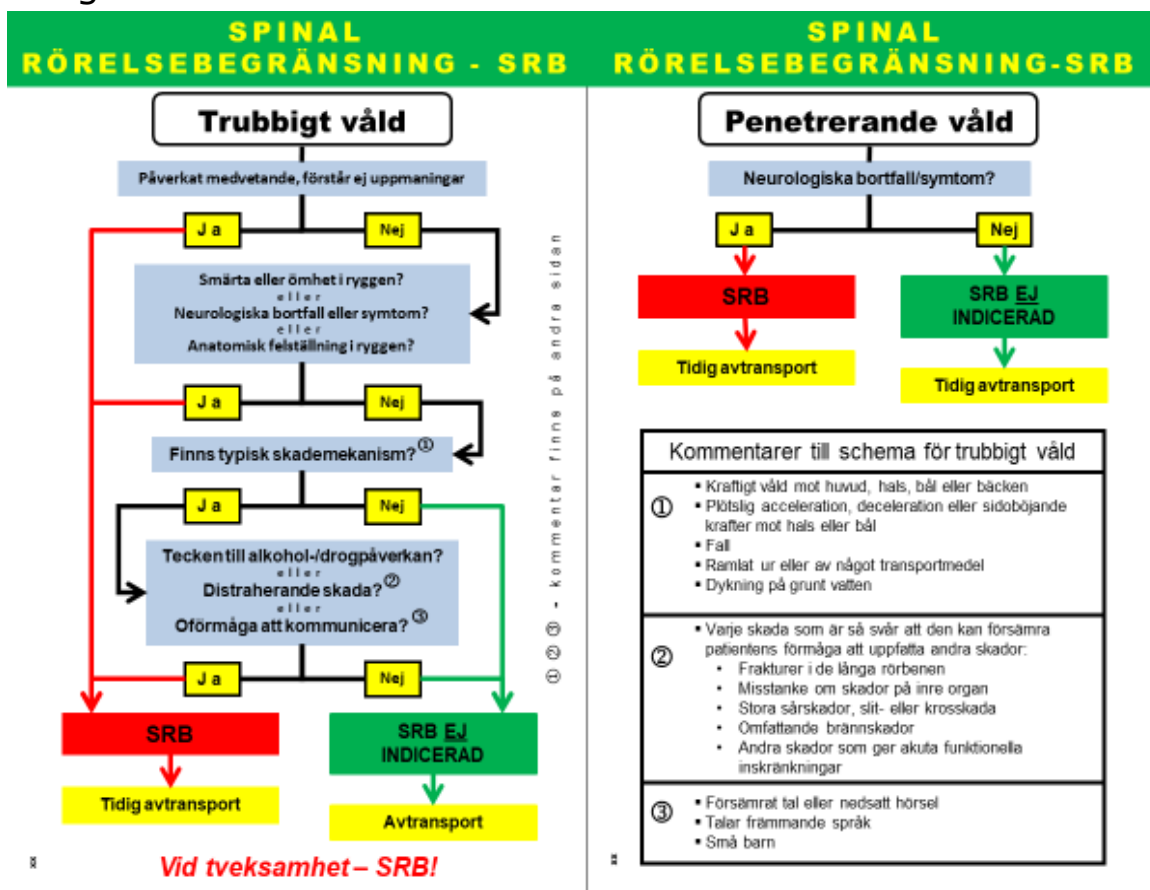 SPINAL
RÖRELSEBEGRÄNSNING - SRB
Trubbigt våld
Påverkat medvetande, förstår ej uppmaningar
Ja
Nej
Smärta eller ömhet i ryggen?
eller
Neurologiska bortfall eller symtom?
eller
Anatomisk felställning i ryggen?
Ja
Nej
Finns typisk skademekanism? ①
Ja
Nej
Tecken till alkohol-/drogpåverkan?
eller
Distraherande skada? ②
eller
Oförmåga att kommunicera? ③
Ja
Nej
SRB
SRB EJ
INDICERAD
Tidig avtransport
Avtransport
Vid tveksamhet – SRB!
① ② ③ - kommentar finns på andra sidan
SPINAL
RÖRELSEBEGRÄNSNING-SRB
Penetrerande våld
Neurologiska bortfall/symtom?
Ja
Nej
SRB
SRB EJ
INDICERAD
Tidig avtransport
Tidig avtransport
Kommentarer till schema för trubbigt våld
①
▪ Kraftigt våld mot huvud, hals, bål eller bäcken
▪ Plötslig acceleration, deceleration eller sidoböjande
krafter mot hals eller bål
▪ Fall
▪ Ramlat ur eller av något transportmedel
▪ Dykning på grunt vatten
②
▪ Varje skada som är så svår att den kan försämra
patientens förmåga att uppfatta andra skador:
• Frakturer i de långa rörbenen
• Misstanke om skador på inre organ
• Stora sårskador, slit- eller krosskada
• Omfattande brännskador
• Andra skador som ger akuta funktionella
inskränkningar
③
▪ Försämrat tal eller nedsatt hörsel
▪ Talar främmande språk
▪ Små barn